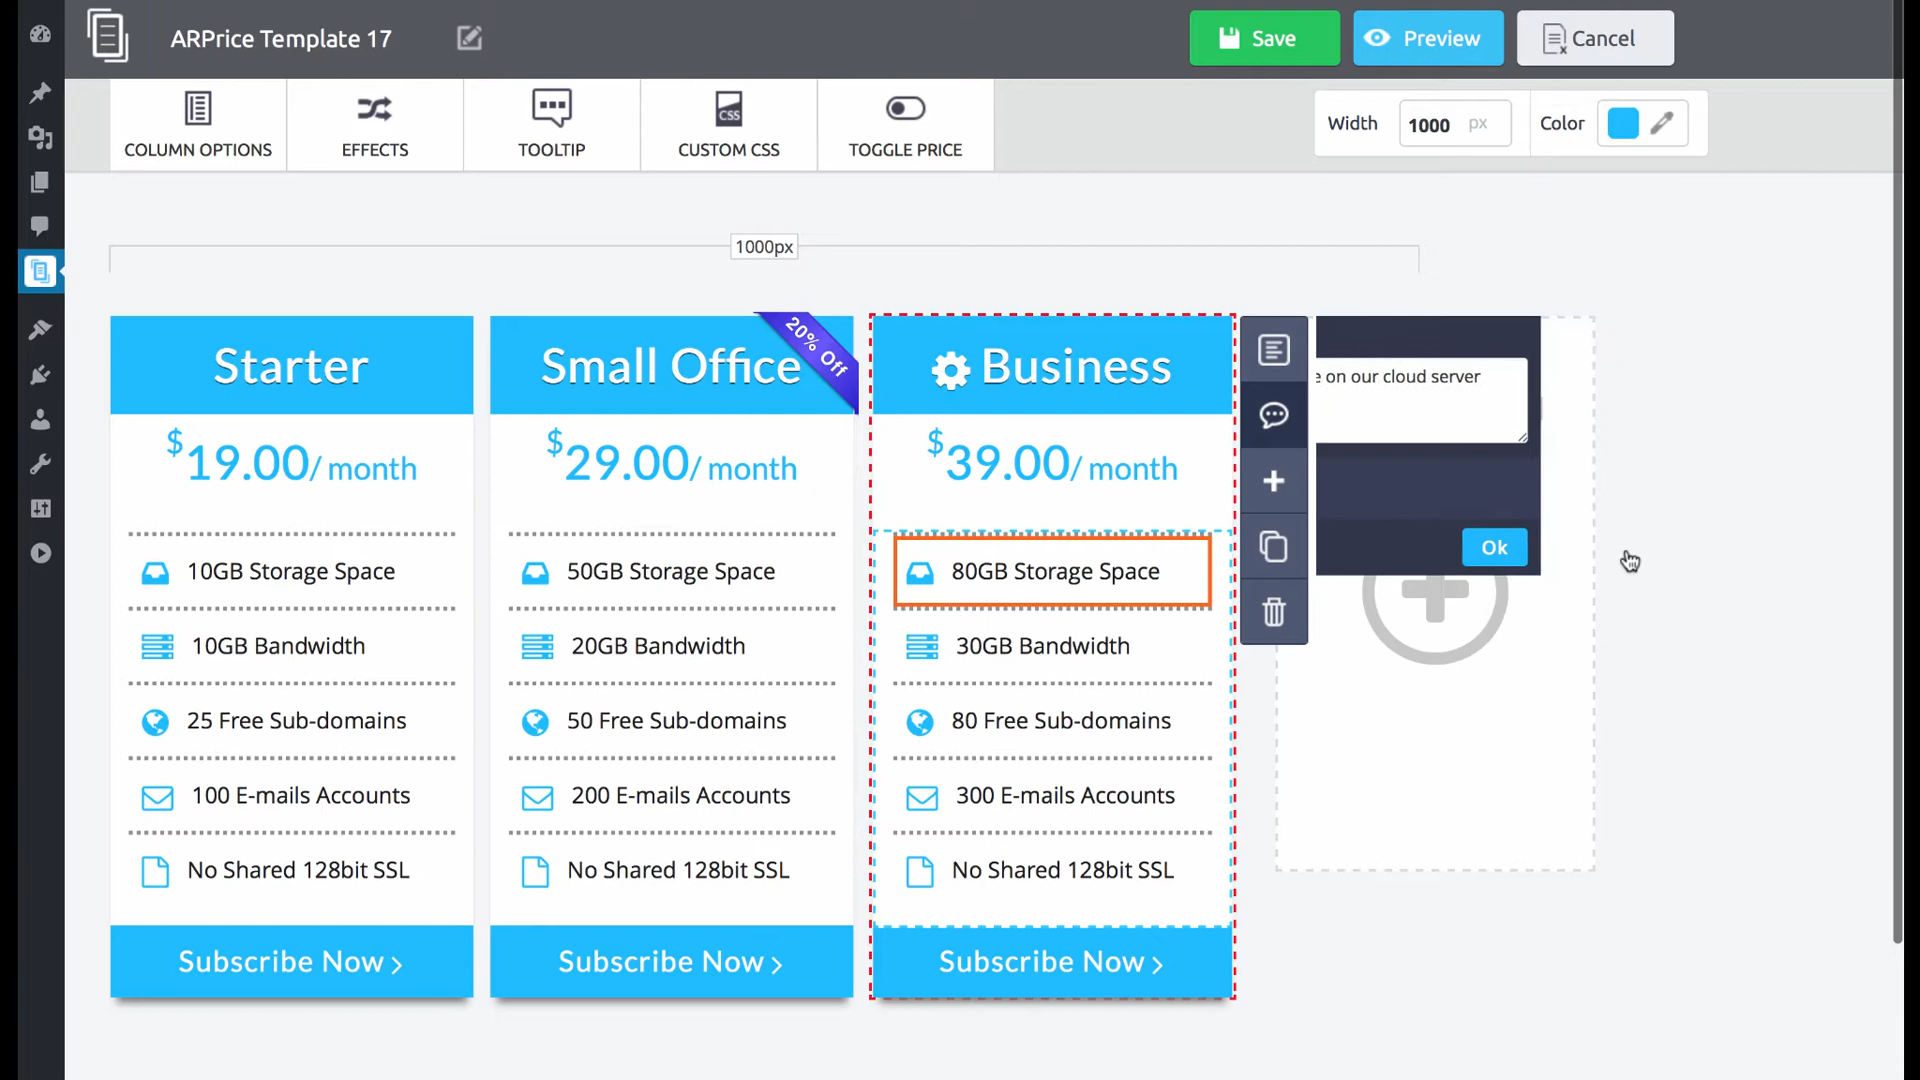 ARPrice Template 17
Save
Preview
Cancel
COLUMN OPTIONS
EFFECTS
TOOLTIP
CSS
CUSTOM CSS
TOGGLE PRICE
Width
1000 px
Color
1000px
Starter
$19.00/ month
10GB Storage Space
10GB Bandwidth
25 Free Sub-domains
100 E-mails Accounts
No Shared 128bit SSL
Subscribe Now >
Small Office
20% Off
$29.00/ month
50GB Storage Space
20GB Bandwidth
50 Free Sub-domains
200 E-mails Accounts
No Shared 128bit SSL
Subscribe Now >
Business
$39.00/ month
80GB Storage Space
30GB Bandwidth
80 Free Sub-domains
300 E-mails Accounts
No Shared 128bit SSL
Subscribe Now >
e on our cloud server
Ok